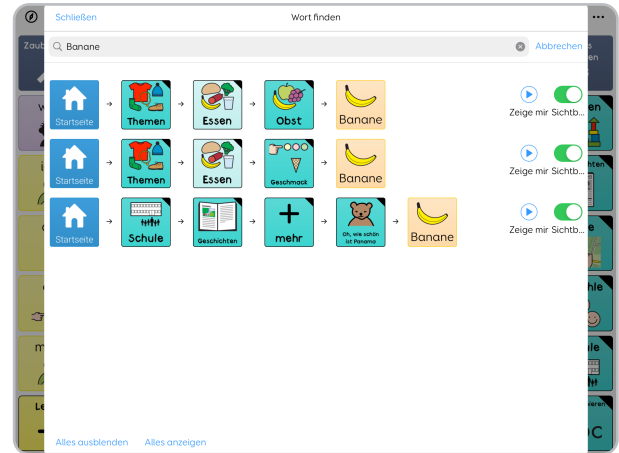 Schließen
Wort finden
Zaub
Banane
Abbrechen
Startseite
Themen
Essen
Obst
Banane
Zeige mir Sichtb...
Startseite
Themen
Essen
Geschmack
Banane
Zeige mir Sichtb...
Startseite
Schule
Geschichten
mehr
Oh, wie schön
ist Panama
Banane
Zeige mir Sichtb...
Alles ausblenden
Alles anzeigen